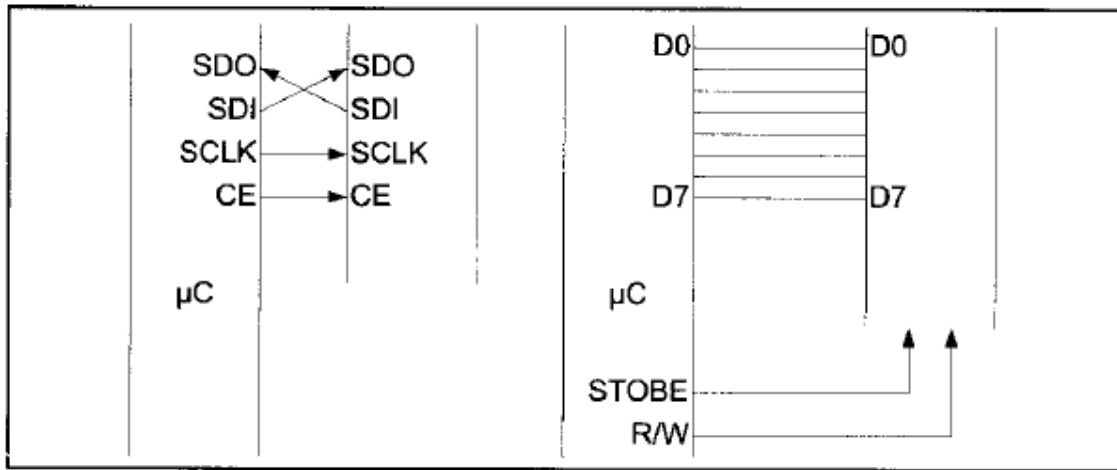 SDO SDO
SDI SDI
SCLK SCLK
CE CE
µC
D0 D0
D7 D7
µC
STOBE
R/W